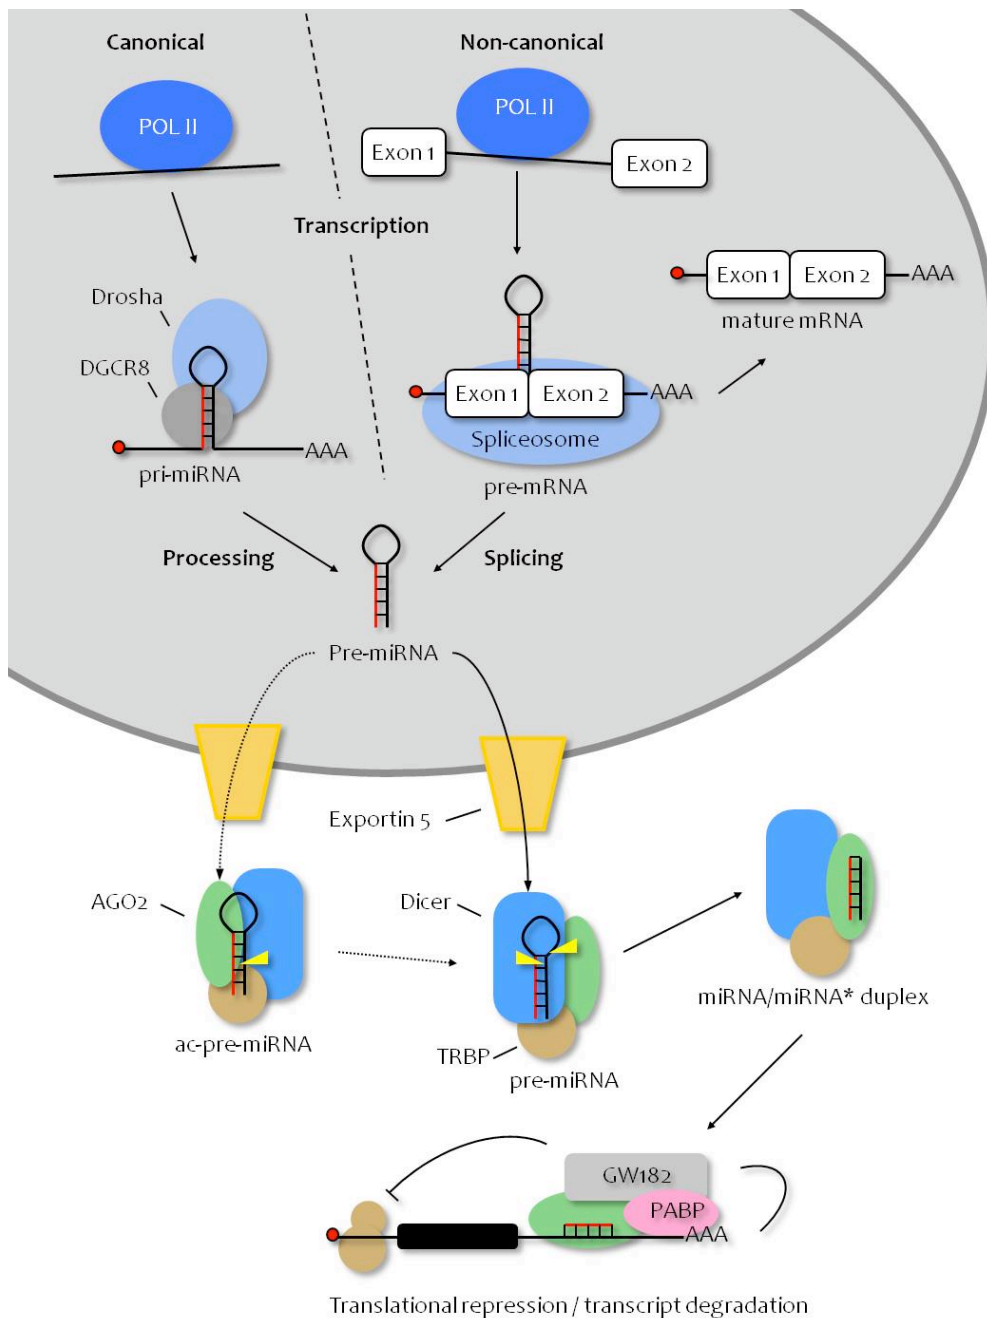 Canonical
Non-canonical
POL II
POL II
Exon 1
Exon 2
Transcription
Drosha
DGCR8
AAA
pri-miRNA
Exon 1
Exon 2
AAA
Spliceosome
pre-mRNA
Exon 1
Exon 2
AAA
mature mRNA
Processing
Splicing
Pre-miRNA
Exportin 5
AGO2
ac-pre-miRNA
Dicer
TRBP
pre-miRNA
miRNA/miRNA* duplex
GW182
PABP
AAA
Translational repression / transcript degradation